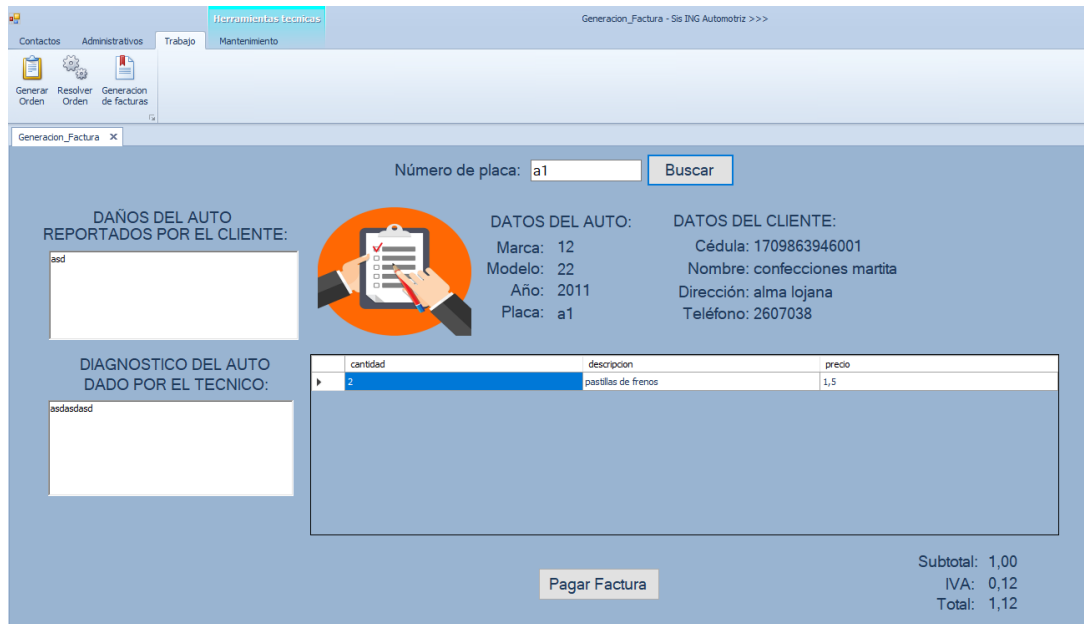 Herramientas tecnicas
Generacion_Factura - Sis ING Automotriz >>>
Contactos Administrativos Trabajo Mantenimiento
Generar Orden
Resolver Orden
Generacion de facturas
Generacion_Factura X
Número de placa: a1 Buscar
DAÑOS DEL AUTO
REPORTADOS POR EL CLIENTE:
asd
DATOS DEL AUTO:
Marca: 12
Modelo: 22
Año: 2011
Placa: a1
DATOS DEL CLIENTE:
Cédula: 1709863946001
Nombre: confecciones martita
Dirección: alma lojana
Teléfono: 2607038
DIAGNOSTICO DEL AUTO
DADO POR EL TECNICO:
asdasdasd
cantidad descripcion precio
2 pastillas de frenos 1,5
Pagar Factura
Subtotal: 1,00
IVA: 0,12
Total: 1,12